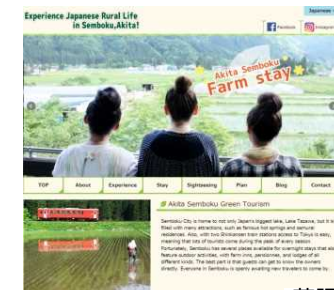 Experience Japanese Rural Life
in Semboku,Akita!
Japanese
Facebook
Instagram
Akita Semboku
Farm stay
TOP
About
Experience
Stay
Sightseeing
Plan
Blog
Contact
Akita Semboku Green Tourism
Semboku City is home to not only Japan's biggest lake, Lake Tazawa, but it is
filled with many attractions, such as famous hot springs and samurai
residences. Also, with two Shinkansen train stations access to Tokyo is easy,
meaning that lots of tourists come during the peak of every season.
Fortunately, Semboku has several places available for overnight stays that also
feature outdoor activities, with farm inns, pensiones, and lodges of all
different kinds. The best part is that guests can get to know the owners
directly. Everyone in Semboku is openly awaiting new travelers to come by.